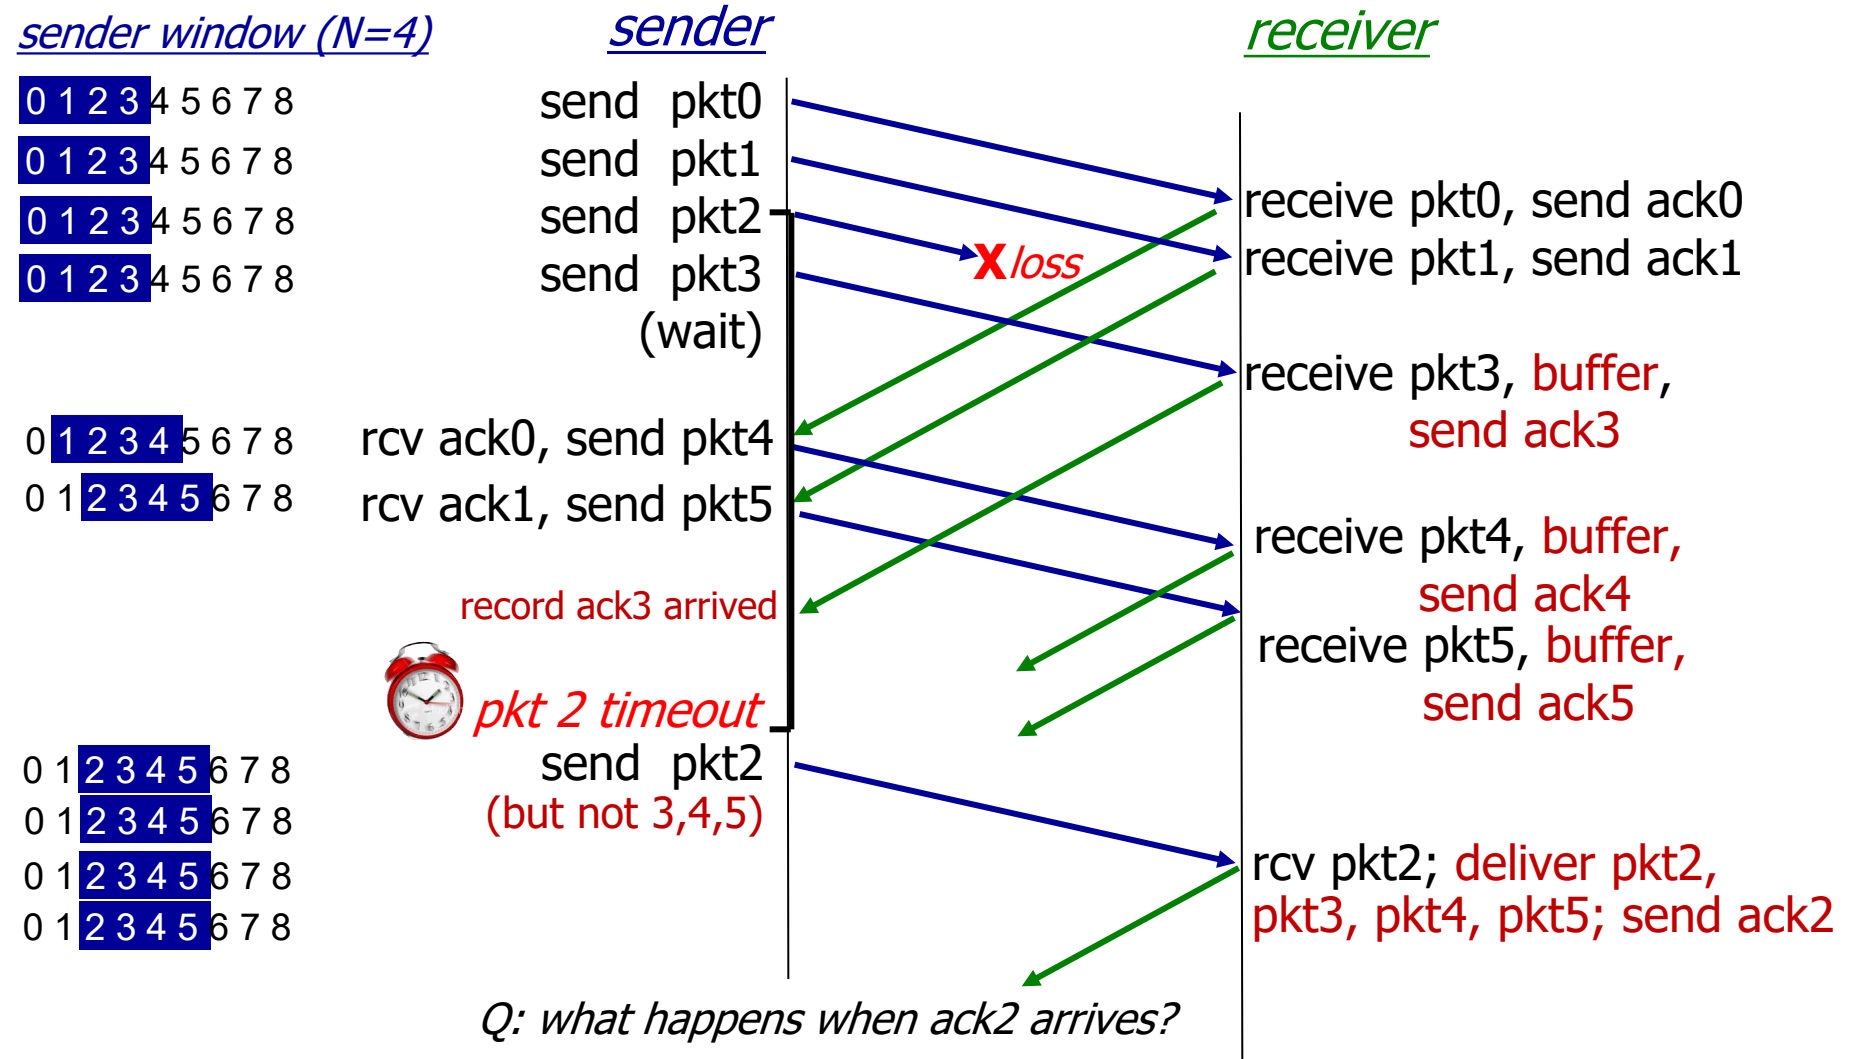 sender window (N=4)
sender
receiver
0 1 2 3 4 5 6 7 8
send pkt0
0 1 2 3 4 5 6 7 8
send pkt1
0 1 2 3 4 5 6 7 8
send pkt2
0 1 2 3 4 5 6 7 8
send pkt3
(wait)
X loss
receive pkt0, send ack0
receive pkt1, send ack1
receive pkt3, buffer,
send ack3
0 1 2 3 4 5 6 7 8
rcv ack0, send pkt4
0 1 2 3 4 5 6 7 8
rcv ack1, send pkt5
receive pkt4, buffer,
send ack4
record ack3 arrived
receive pkt5, buffer,
send ack5
pkt 2 timeout
0 1 2 3 4 5 6 7 8
send pkt2
0 1 2 3 4 5 6 7 8
(but not 3,4,5)
0 1 2 3 4 5 6 7 8
0 1 2 3 4 5 6 7 8
rcv pkt2; deliver pkt2,
pkt3, pkt4, pkt5; send ack2
Q: what happens when ack2 arrives?